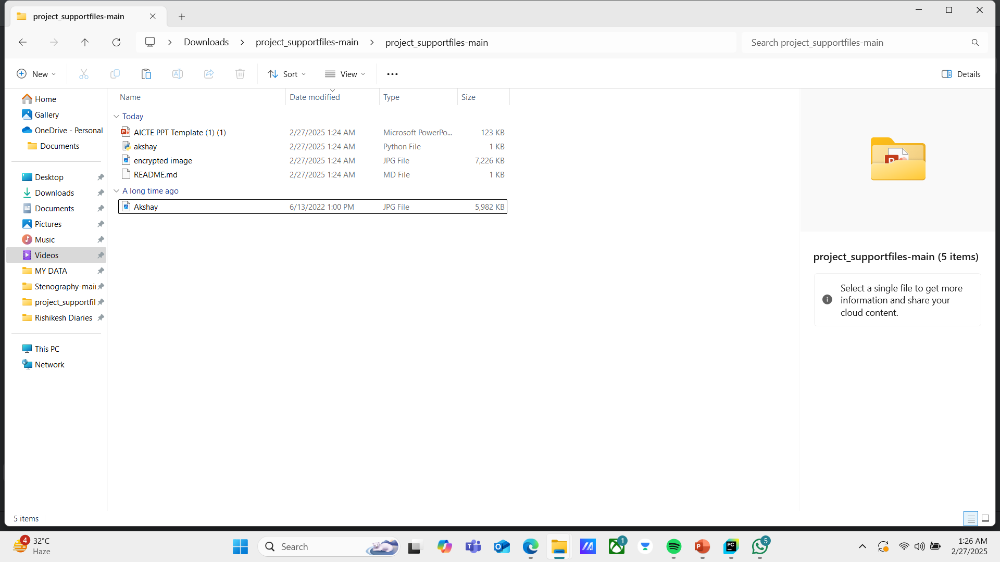 project_supportfiles-main
Downloads
project_supportfiles-main
project_supportfiles-main
Search project_supportfiles-main
New
Sort
View
Details
Home
Gallery
OneDrive - Personal
Documents
Desktop
Downloads
Documents
Pictures
Music
Videos
MY DATA
Stenography-mai
project_supportfil
Rishikesh Diaries
This PC
Network
Name Date modified Type Size
Today
AICTE PPT Template (1) (1) 2/27/2025 1:24 AM Microsoft PowerPo... 123 KB
akshay 2/27/2025 1:24 AM Python File 1 KB
encrypted image 2/27/2025 1:24 AM JPG File 7,226 KB
README.md 2/27/2025 1:24 AM MD File 1 KB
A long time ago
Akshay 6/13/2022 1:00 PM JPG File 5,982 KB
project_supportfiles-main (5 items)
Select a single file to get more
information and share your
cloud content.
5 items
4
32°C
Haze
Search
1
PC
5
1:26 AM
2/27/2025